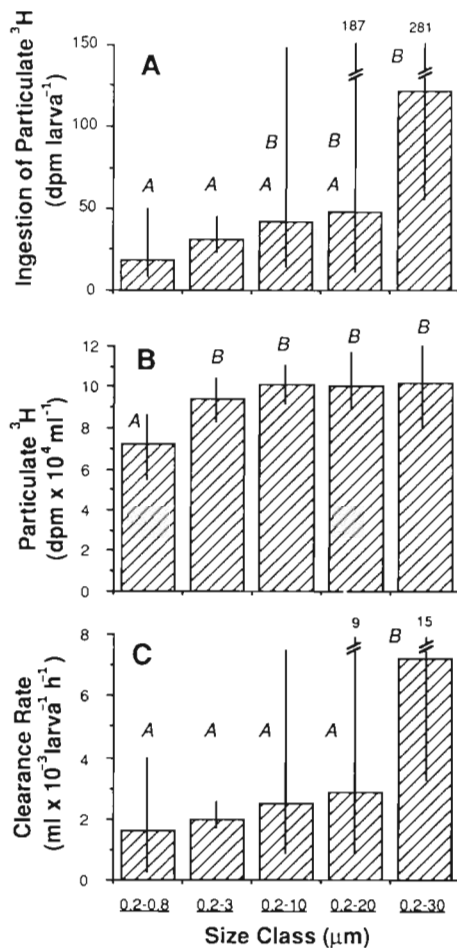 187 281
150
A B
100
B B
50
A A A A
0
Ingestion of Particulate ³H
(dpm larva⁻¹)
12
B B B B B
10
A
8
6
4
2
0
Particulate ³H
(dpm x 10⁴ ml⁻¹)
9 15
8
C B
6
A A A A
4
2
0
Clearance Rate
(ml x 10⁻³ larva⁻¹ h⁻¹)
0.2-0.8 0.2-3 0.2-10 0.2-20 0.2-30
Size Class (μm)